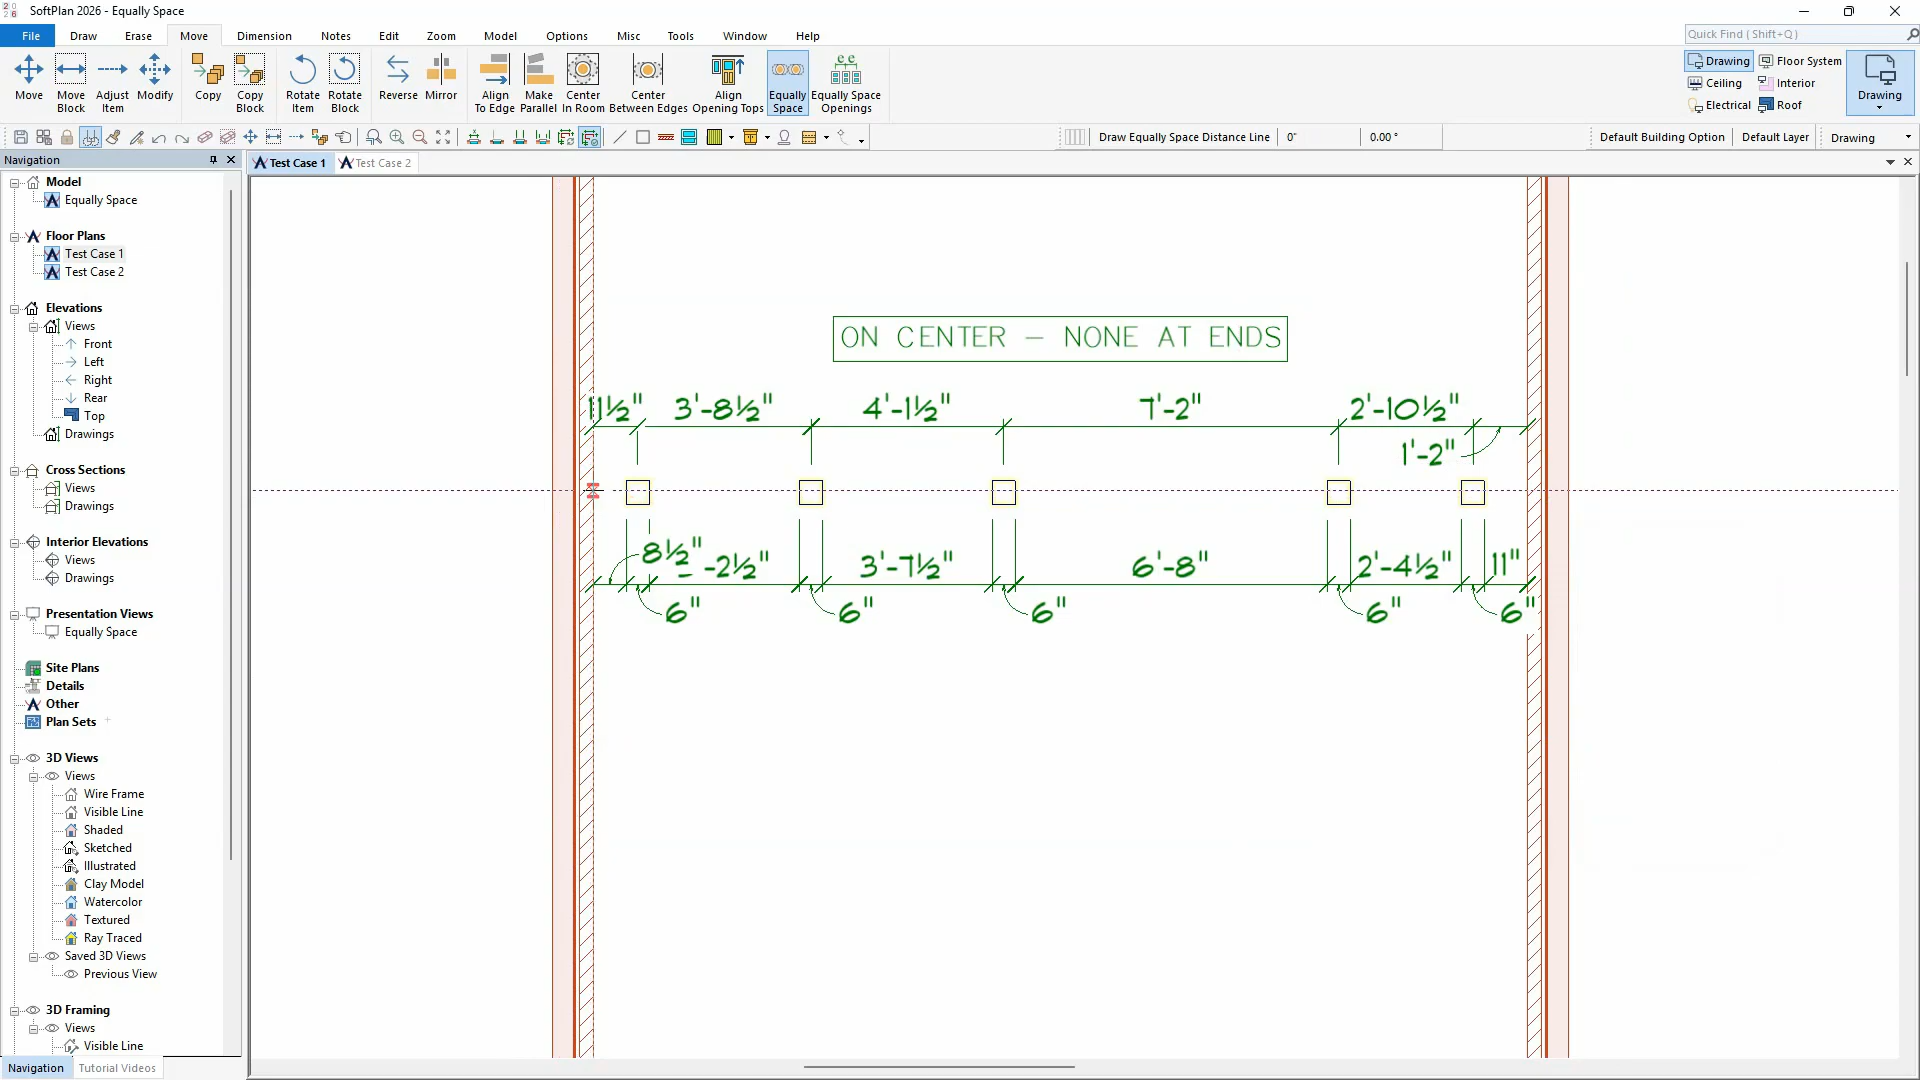 SoftPlan 2026 - Equally Space
File Draw Erase Move Dimension Notes Edit Zoom Model Options Misc Tools Window Help
Quick Find ( Shift+Q )
Move
Move Block
Adjust Item
Modify
Copy
Copy Block
Rotate Item
Rotate Block
Reverse
Mirror
Align To Edge
Make Parallel
Center In Room
Center Between Edges
Align Opening Tops
Equally Space
Equally Space Openings
Drawing
Floor System
Ceiling
Interior
Electrical
Roof
Drawing
Draw Equally Space Distance Line 0" 0.00 °
Default Building Option Default Layer Drawing
Navigation
Test Case 1 Test Case 2
Model
Equally Space
Floor Plans
Test Case 1
Test Case 2
Elevations
Views
Front
Left
Right
Rear
Top
Drawings
Cross Sections
Views
Drawings
Interior Elevations
Views
Drawings
Presentation Views
Equally Space
Site Plans
Details
Other
Plan Sets
3D Views
Views
Wire Frame
Visible Line
Shaded
Sketched
Illustrated
Clay Model
Watercolor
Textured
Ray Traced
Saved 3D Views
Previous View
3D Framing
Views
Visible Line
Navigation Tutorial Videos
ON CENTER – NONE AT ENDS
11½" 3'-8½" 4'-1½" 7'-2" 2'-10½"
1'-2"
8½" -2½" 3'-7½" 6'-8" 2'-4½" 11"
6" 6" 6" 6" 6"